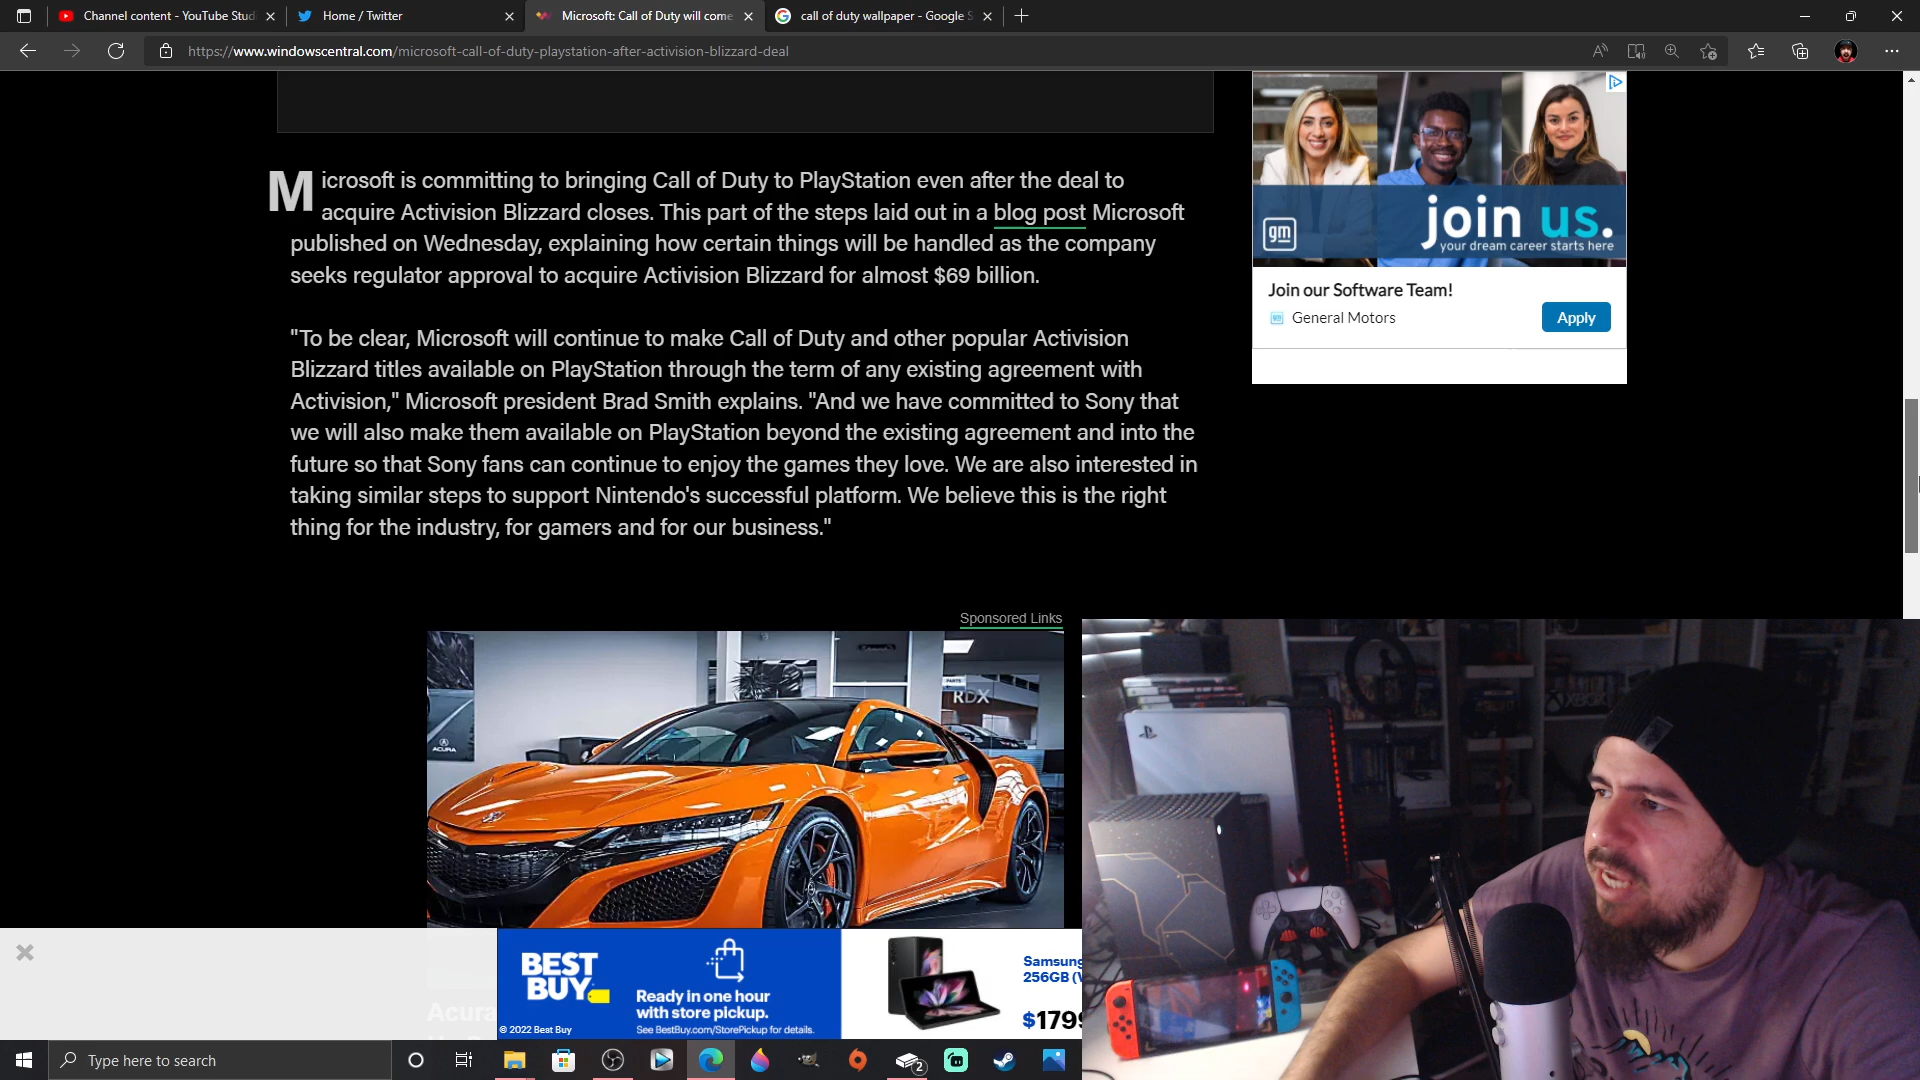 Channel content - YouTube Studi
Home / Twitter
Microsoft: Call of Duty will come
call of duty wallpaper - Google S
https://www.windowscentral.com/microsoft-call-of-duty-playstation-after-activision-blizzard-deal
Microsoft is committing to bringing Call of Duty to PlayStation even after the deal to
acquire Activision Blizzard closes. This part of the steps laid out in a blog post Microsoft
published on Wednesday, explaining how certain things will be handled as the company
seeks regulator approval to acquire Activision Blizzard for almost $69 billion.
"To be clear, Microsoft will continue to make Call of Duty and other popular Activision
Blizzard titles available on PlayStation through the term of any existing agreement with
Activision," Microsoft president Brad Smith explains. "And we have committed to Sony that
we will also make them available on PlayStation beyond the existing agreement and into the
future so that Sony fans can continue to enjoy the games they love. We are also interested in
taking similar steps to support Nintendo's successful platform. We believe this is the right
thing for the industry, for gamers and for our business."
gm
join us.
your dream career starts here
Join our Software Team!
General Motors
Apply
Sponsored Links
PARTS
RDX
ACURA
XBOX
BEST
BUY
Ready in one hour
with store pickup.
© 2022 Best Buy
See BestBuy.com/StorePickup for details.
Samsung
256GB (V
$1799
Acura
Type here to search
2